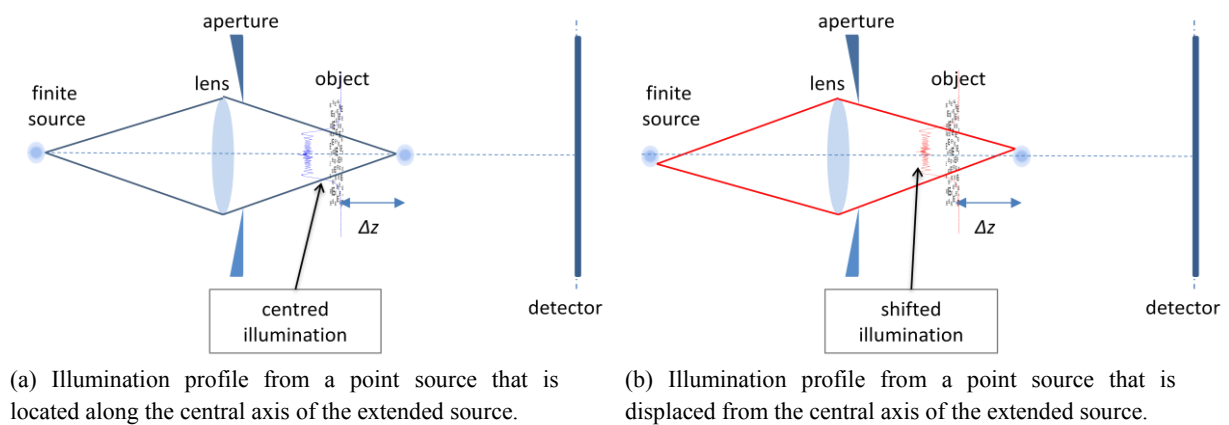 aperture
lens
object
finite
source
Δz
centred
illumination
detector
(a) Illumination profile from a point source that is
located along the central axis of the extended source.
aperture
lens
object
finite
source
Δz
shifted
illumination
detector
(b) Illumination profile from a point source that is
displaced from the central axis of the extended source.